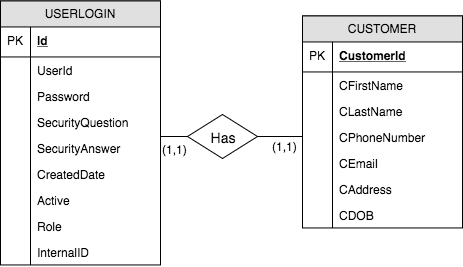 USERLOGIN
PK Id
UserId
Password
SecurityQuestion
SecurityAnswer
CreatedDate
Active
Role
InternalID
(1,1)
Has
(1,1)
CUSTOMER
PK CustomerId
CFirstName
CLastName
CPhoneNumber
CEmail
CAddress
CDOB